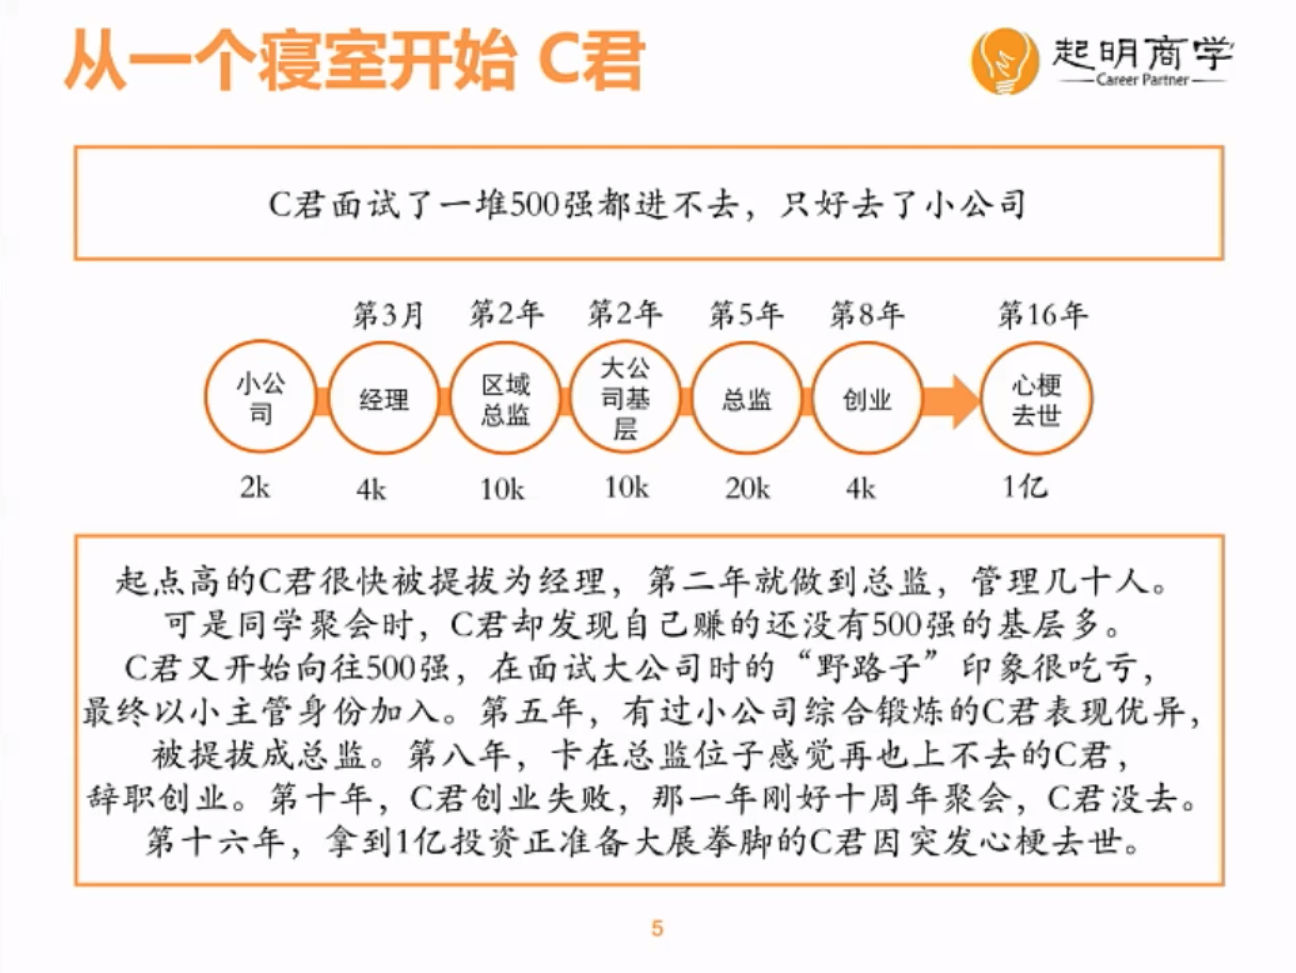 从一个寝室开始 C君
起明商学
Career Partner
C君面试了一堆500强都进不去，只好去了小公司
第3月 第2年 第2年 第5年 第8年 第16年
小公司 经理 区域总监 大公司基层 总监 创业 心梗去世
2k 4k 10k 10k 20k 4k 1亿
起点高的C君很快被提拔为经理，第二年就做到总监，管理几十人。
可是同学聚会时，C君却发现自己赚的还没有500强的基层多。
C君又开始向往500强，在面试大公司时的“野路子”印象很吃亏，
最终以小主管身份加入。第五年，有过小公司综合锻炼的C君表现优异，
被提拔成总监。第八年，卡在总监位子感觉再也上不去的C君，
辞职创业。第十年，C君创业失败，那一年刚好十周年聚会，C君没去。
第十六年，拿到1亿投资正准备大展拳脚的C君因突发心梗去世。
5